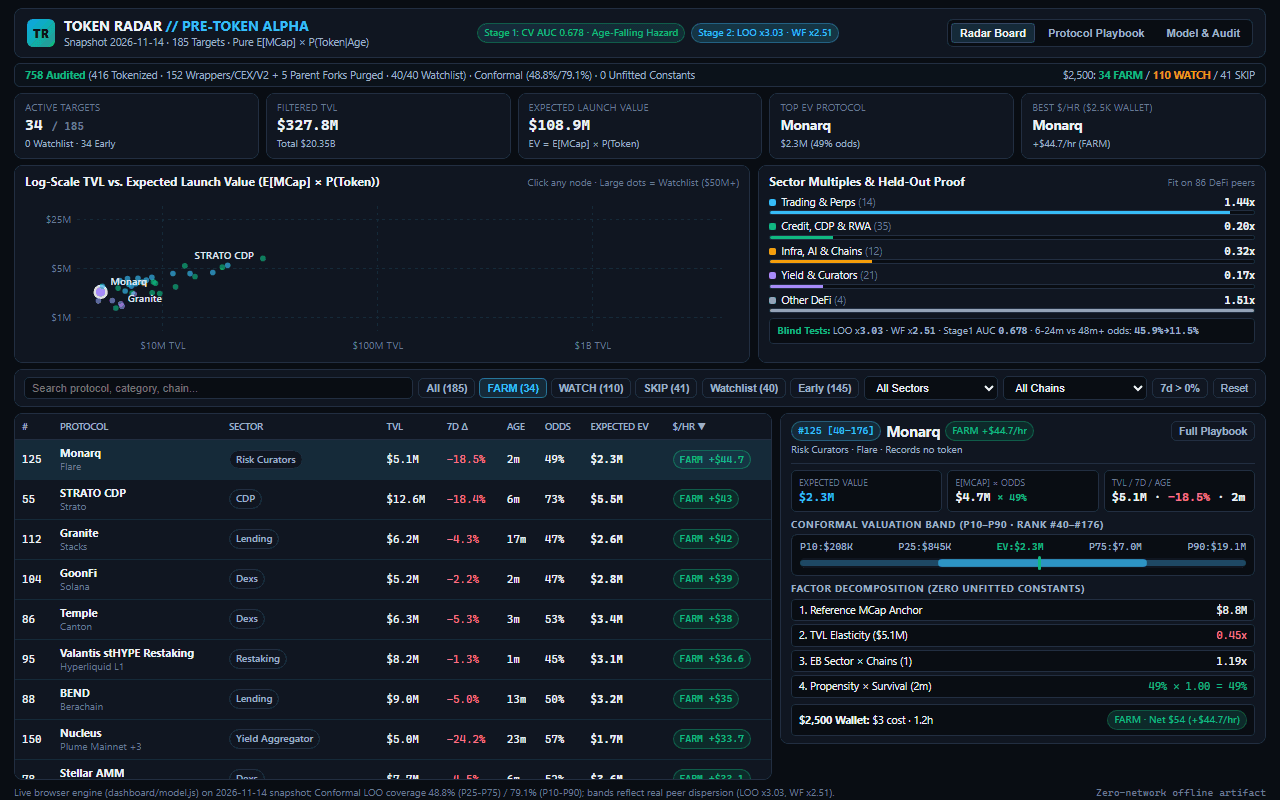 TR
TOKEN RADAR // PRE-TOKEN ALPHA
Snapshot 2026-11-14 · 185 Targets · Pure E[MCap] × P(Token|Age)
Stage 1: CV AUC 0.678 · Age-Falling Hazard
Stage 2: LOO x3.03 · WF x2.51
Radar Board
Protocol Playbook
Model & Audit
758 Audited (416 Tokenized · 152 Wrappers/CEX/V2 + 5 Parent Forks Purged · 40/40 Watchlist) · Conformal (48.8%/79.1%) · 0 Unfitted Constants
$2,500: 34 FARM / 110 WATCH / 41 SKIP
ACTIVE TARGETS
34 / 185
0 Watchlist · 34 Early
FILTERED TVL
$327.8M
Total $20.35B
EXPECTED LAUNCH VALUE
$108.9M
EV = E[MCap] × P(Token)
TOP EV PROTOCOL
Monarq
$2.3M (49% odds)
BEST $/HR ($2.5K WALLET)
Monarq
+$44.7/hr (FARM)
Log-Scale TVL vs. Expected Launch Value (E[MCap] × P(Token))
Click any node · Large dots = Watchlist ($50M+)
$25M
$5M
$1M
STRATO CDP
Monarq
Granite
$10M TVL
$100M TVL
$1B TVL
Sector Multiples & Held-Out Proof
Fit on 86 DeFi peers
Trading & Perps (14) 1.44x
Credit, CDP & RWA (35) 0.20x
Infra, AI & Chains (12) 0.32x
Yield & Curators (21) 0.17x
Other DeFi (4) 1.51x
Blind Tests: LOO x3.03 · WF x2.51 · Stage1 AUC 0.678 · 6-24m vs 48m+ odds: 45.9%→11.5%
Search protocol, category, chain...
All (185)
FARM (34)
WATCH (110)
SKIP (41)
Watchlist (40)
Early (145)
All Sectors
All Chains
7d > 0%
Reset
# PROTOCOL SECTOR TVL 7D Δ AGE ODDS EXPECTED EV $/HR ▼
125 Monarq Risk Curators $5.1M −18.5% 2m 49% $2.3M FARM +$44.7
Flare
55 STRATO CDP CDP $12.6M −18.4% 6m 73% $5.5M FARM +$43
Strato
112 Granite Lending $6.2M −4.3% 17m 47% $2.6M FARM +$42
Stacks
104 GoonFi Dexs $5.2M −2.2% 2m 47% $2.8M FARM +$39
Solana
86 Temple Dexs $6.3M −5.3% 3m 53% $3.4M FARM +$38
Canton
95 Valantis stHYPE Restaking Restaking $8.2M −1.3% 1m 45% $3.1M FARM +$36.6
Hyperliquid L1
88 BEND Lending $9.0M −5.0% 13m 50% $3.2M FARM +$35
Berachain
150 Nucleus Yield Aggregator $5.0M −24.2% 23m 57% $1.7M FARM +$33.7
Plume Mainnet +3
78 Stellar AMM Dexs $7.7M −4.5% 6m 52% $3.6M FARM +$33.1
#125 [40–176] Monarq FARM +$44.7/hr
Full Playbook
Risk Curators · Flare · Records no token
EXPECTED VALUE
$2.3M
E[MCAP] × ODDS
$4.7M × 49%
TVL / 7D / AGE
$5.1M · −18.5% · 2m
CONFORMAL VALUATION BAND (P10–P90 · RANK #40–#176)
P10:$208K P25:$845K EV:$2.3M P75:$7.0M P90:$19.1M
FACTOR DECOMPOSITION (ZERO UNFITTED CONSTANTS)
1. Reference MCap Anchor $8.8M
2. TVL Elasticity ($5.1M) 0.45x
3. EB Sector × Chains (1) 1.19x
4. Propensity × Survival (2m) 49% × 1.00 = 49%
$2,500 Wallet: $3 cost · 1.2h FARM · Net $54 (+$44.7/hr)
Live browser engine (dashboard/model.js) on 2026-11-14 snapshot; Conformal LOO coverage 48.8% (P25-P75) / 79.1% (P10-P90); bands reflect real peer dispersion (LOO x3.03, WF x2.51).
Zero-network offline artifact